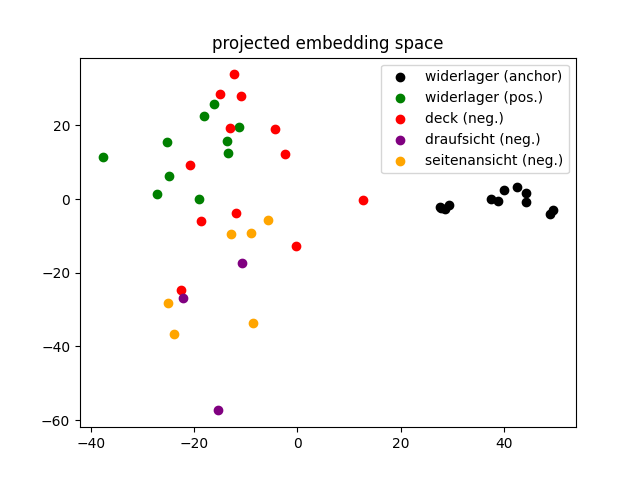 projected embedding space
widerlager (anchor)
widerlager (pos.)
deck (neg.)
draufsicht (neg.)
seitenansicht (neg.)
20
0
−20
−40
−60
−40
−20
0
20
40